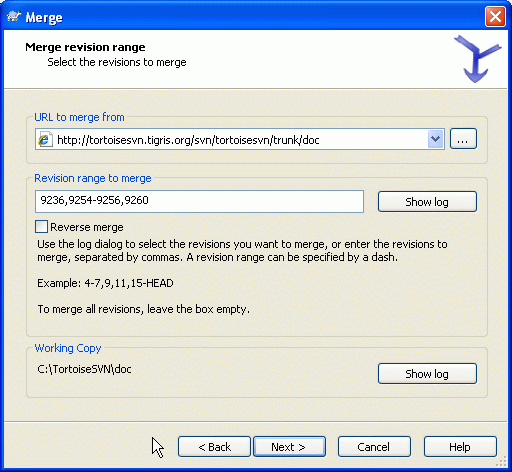 Merge
Merge revision range
Select the revisions to merge
URL to merge from
http://tortoisesvn.tigris.org/svn/tortoisesvn/trunk/doc
...
Revision range to merge
9236,9254-9256,9260
Show log
Reverse merge
Use the log dialog to select the revisions you want to merge, or enter the revisions to
merge, separated by commas. A revision range can be specified by a dash.
Example: 4-7,9,11,15-HEAD
To merge all revisions, leave the box empty.
Working Copy
C:\TortoiseSVN\doc
Show log
< Back
Next >
Cancel
Help